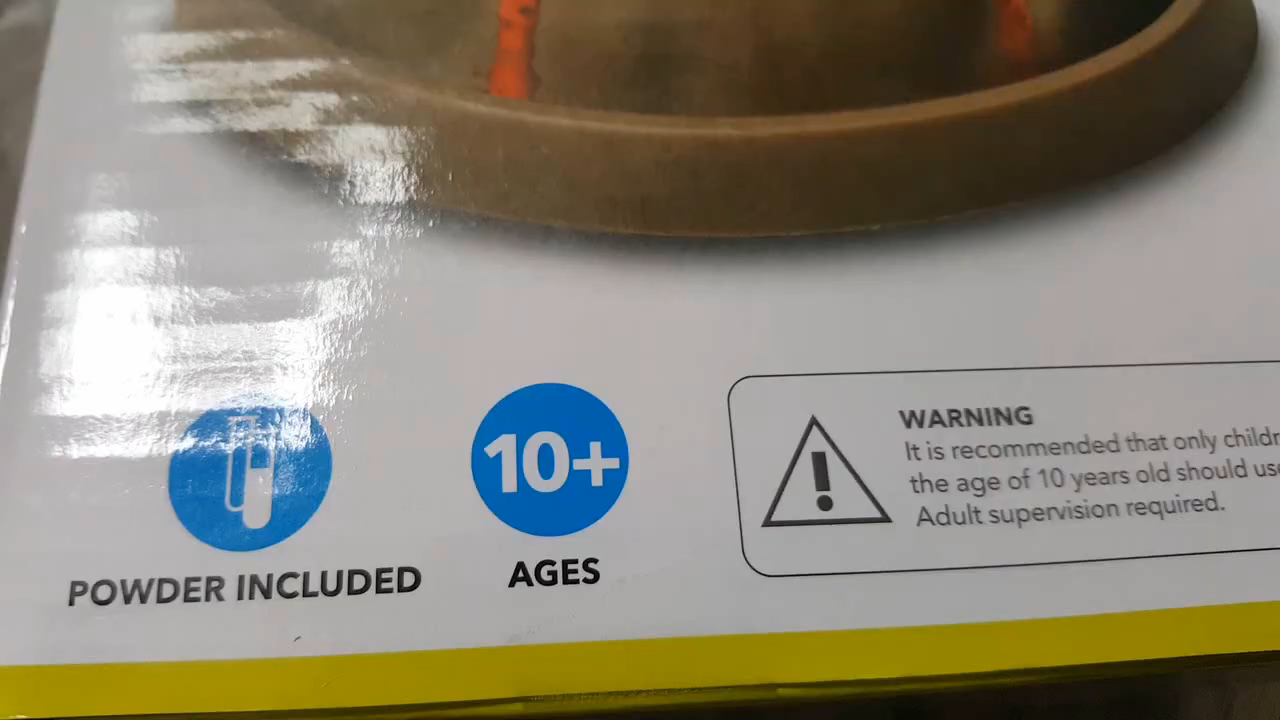 10+
POWDER INCLUDED
AGES
WARNING
It is recommended that only
the age of 10 years old should
Adult supervision required.